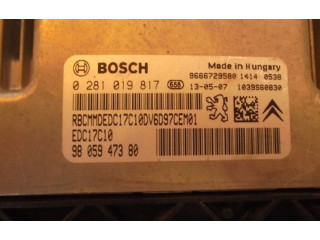 BOSCH
Made in Hungary
9666729580 1414 0538
0 281 019 817 656 13-05-07 1039S60830
RBCMMDEDC17C10DV6D97CEM01
EDC17C10
98 059 473 80